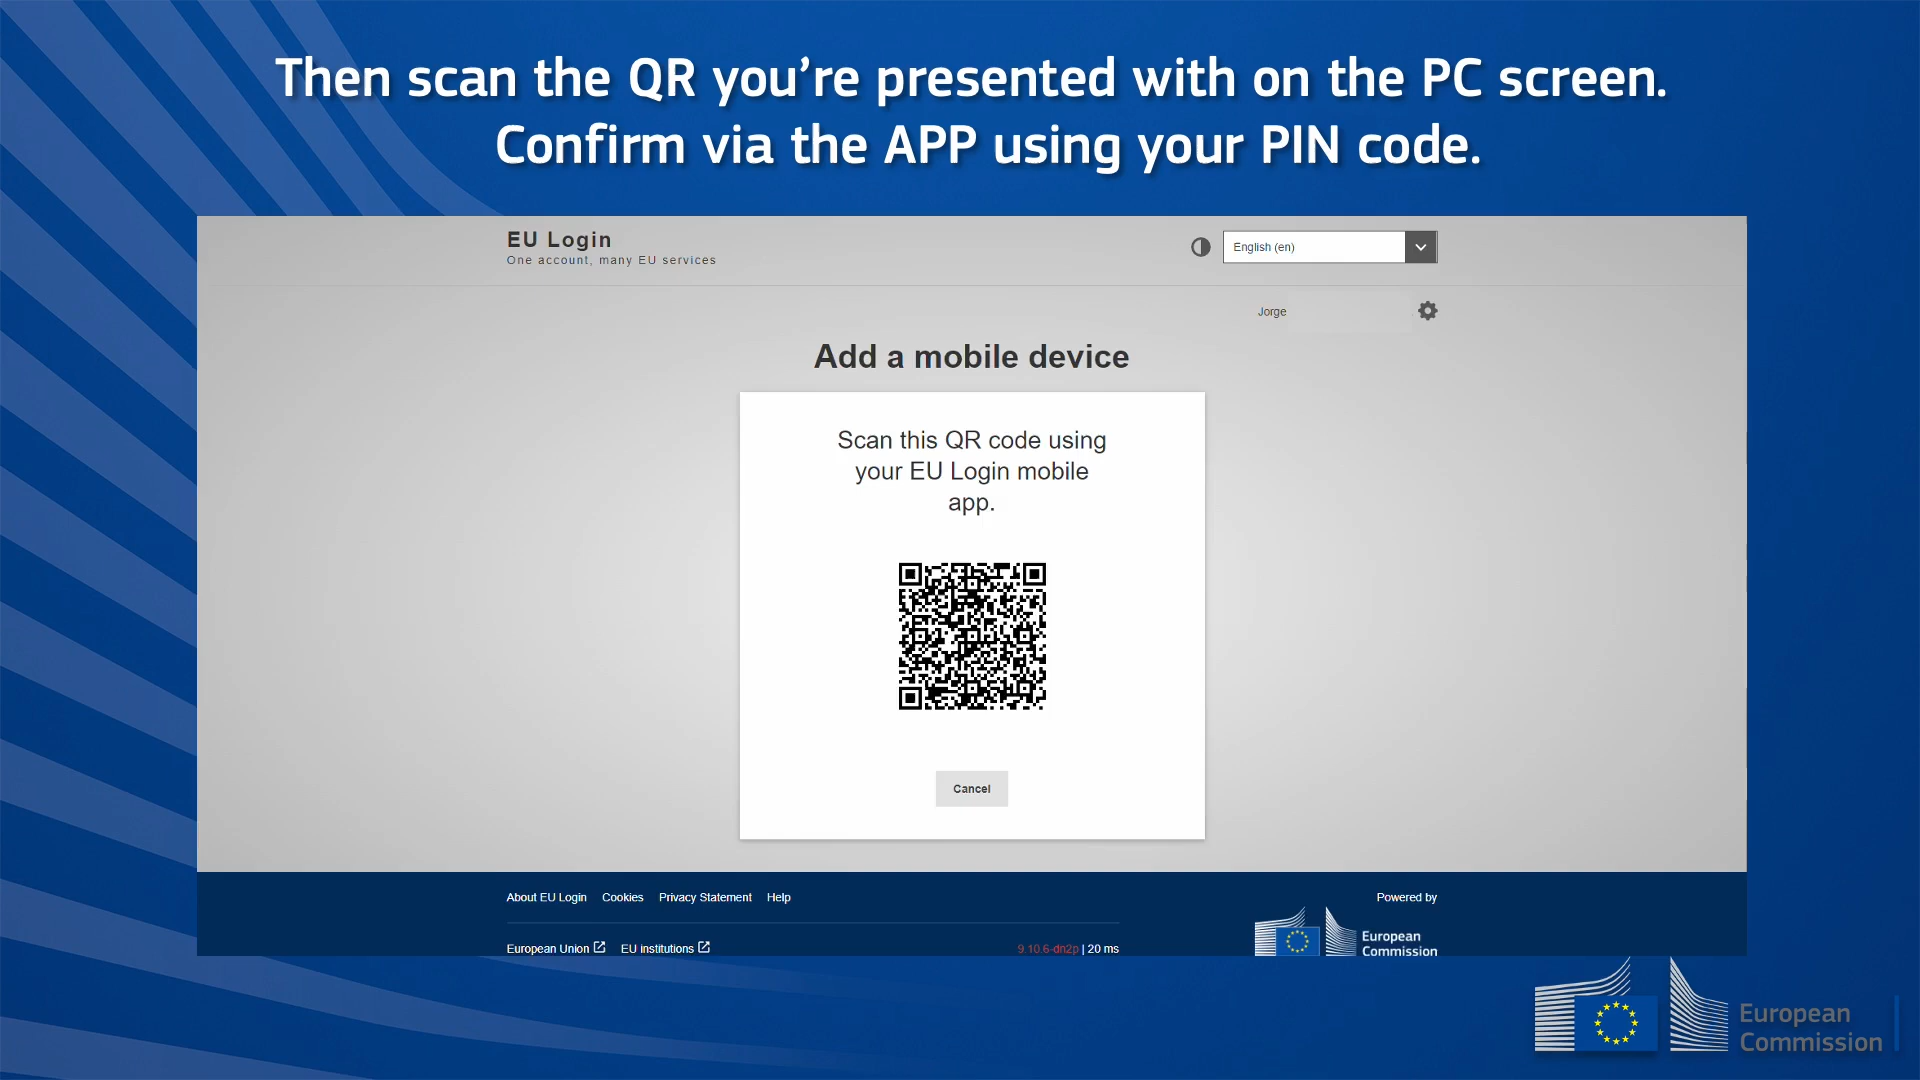 Then scan the QR you're presented with on the PC screen.
Confirm via the APP using your PIN code.
EU Login
One account, many EU services
English (en)
Jorge
Add a mobile device
Scan this QR code using
your EU Login mobile
app.
Cancel
About EU Login Cookies Privacy Statement Help
Powered by
European Union EU institutions
9.10.6-dn2p | 20 ms
European
Commission
European
Commission